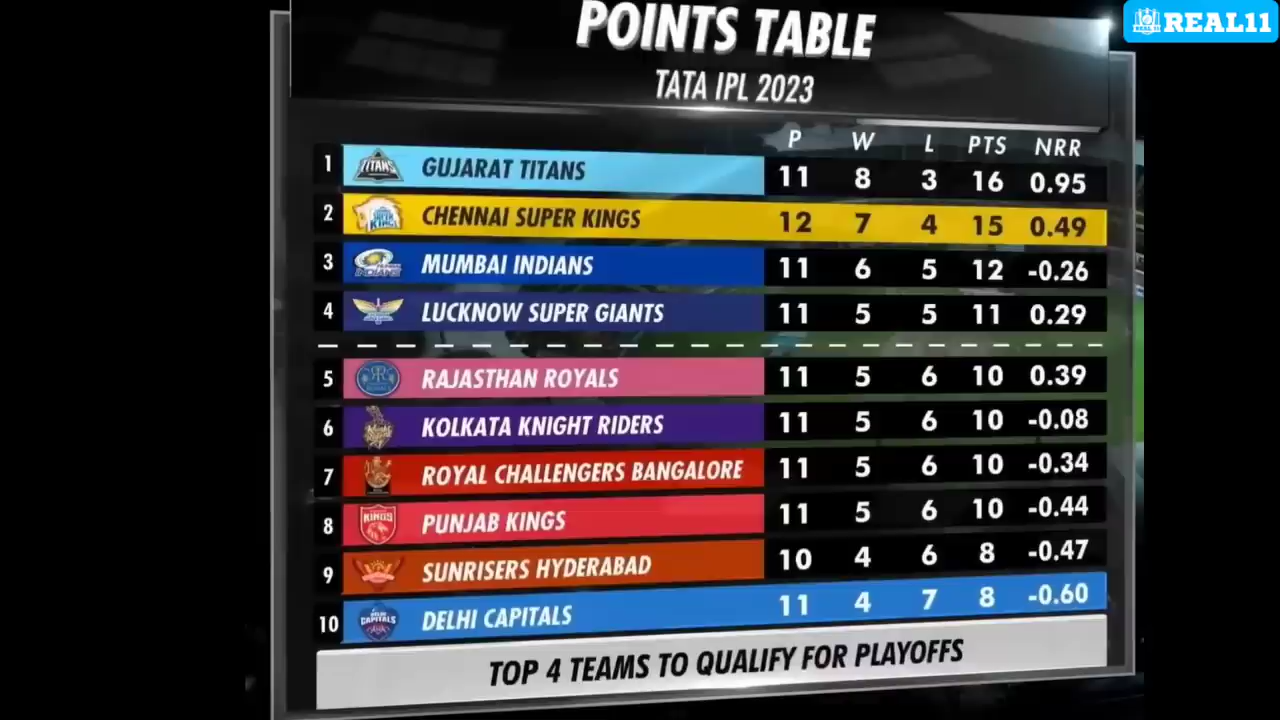 REAL11
POINTS TABLE
TATA IPL 2023
P W L PTS NRR
1 TITANS GUJARAT TITANS 11 8 3 16 0.95
2 CHENNAI SUPER KINGS 12 7 4 15 0.49
3 INDIANS MUMBAI INDIANS 11 6 5 12 -0.26
4 LUCKNOW SUPER GIANTS 11 5 5 11 0.29
5 RAJASTHAN ROYALS 11 5 6 10 0.39
6 KOLKATA KNIGHT RIDERS 11 5 6 10 -0.08
7 ROYAL CHALLENGERS BANGALORE 11 5 6 10 -0.34
8 KINGS PUNJAB KINGS 11 5 6 10 -0.44
9 SUNRISERS HYDERABAD 10 4 6 8 -0.47
10 CAPITALS DELHI CAPITALS 11 4 7 8 -0.60
TOP 4 TEAMS TO QUALIFY FOR PLAYOFFS